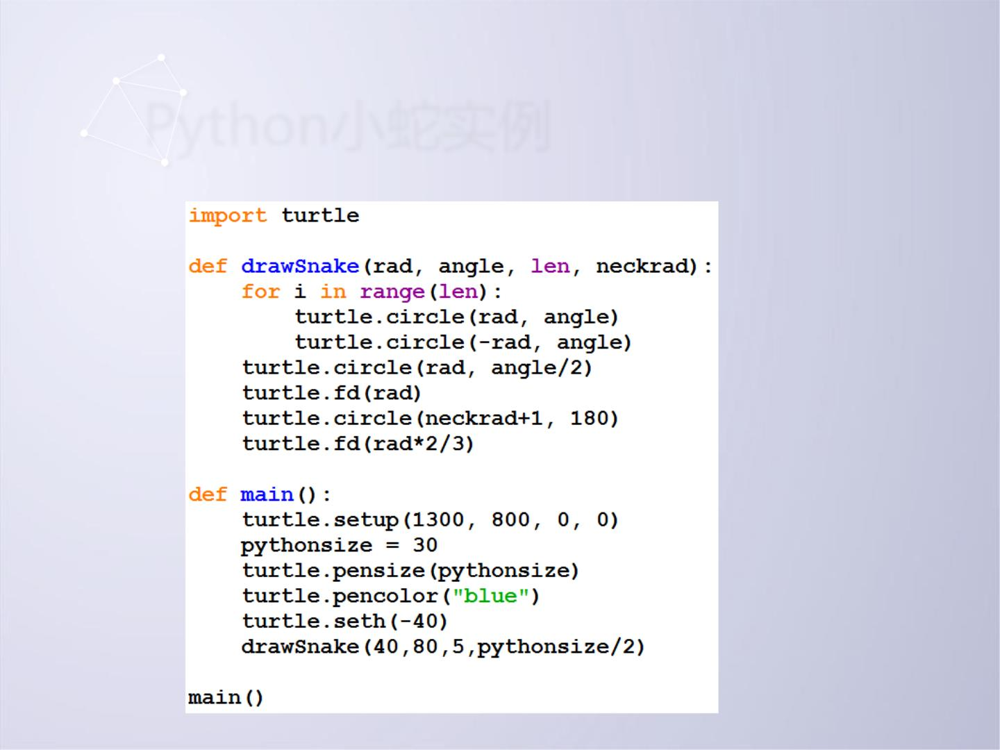 Python小蛇实例
import turtle
def drawSnake(rad, angle, len, neckrad):
    for i in range(len):
        turtle.circle(rad, angle)
        turtle.circle(-rad, angle)
    turtle.circle(rad, angle/2)
    turtle.fd(rad)
    turtle.circle(neckrad+1, 180)
    turtle.fd(rad*2/3)
def main():
    turtle.setup(1300, 800, 0, 0)
    pythonsize = 30
    turtle.pensize(pythonsize)
    turtle.pencolor("blue")
    turtle.seth(-40)
    drawSnake(40,80,5,pythonsize/2)
main()